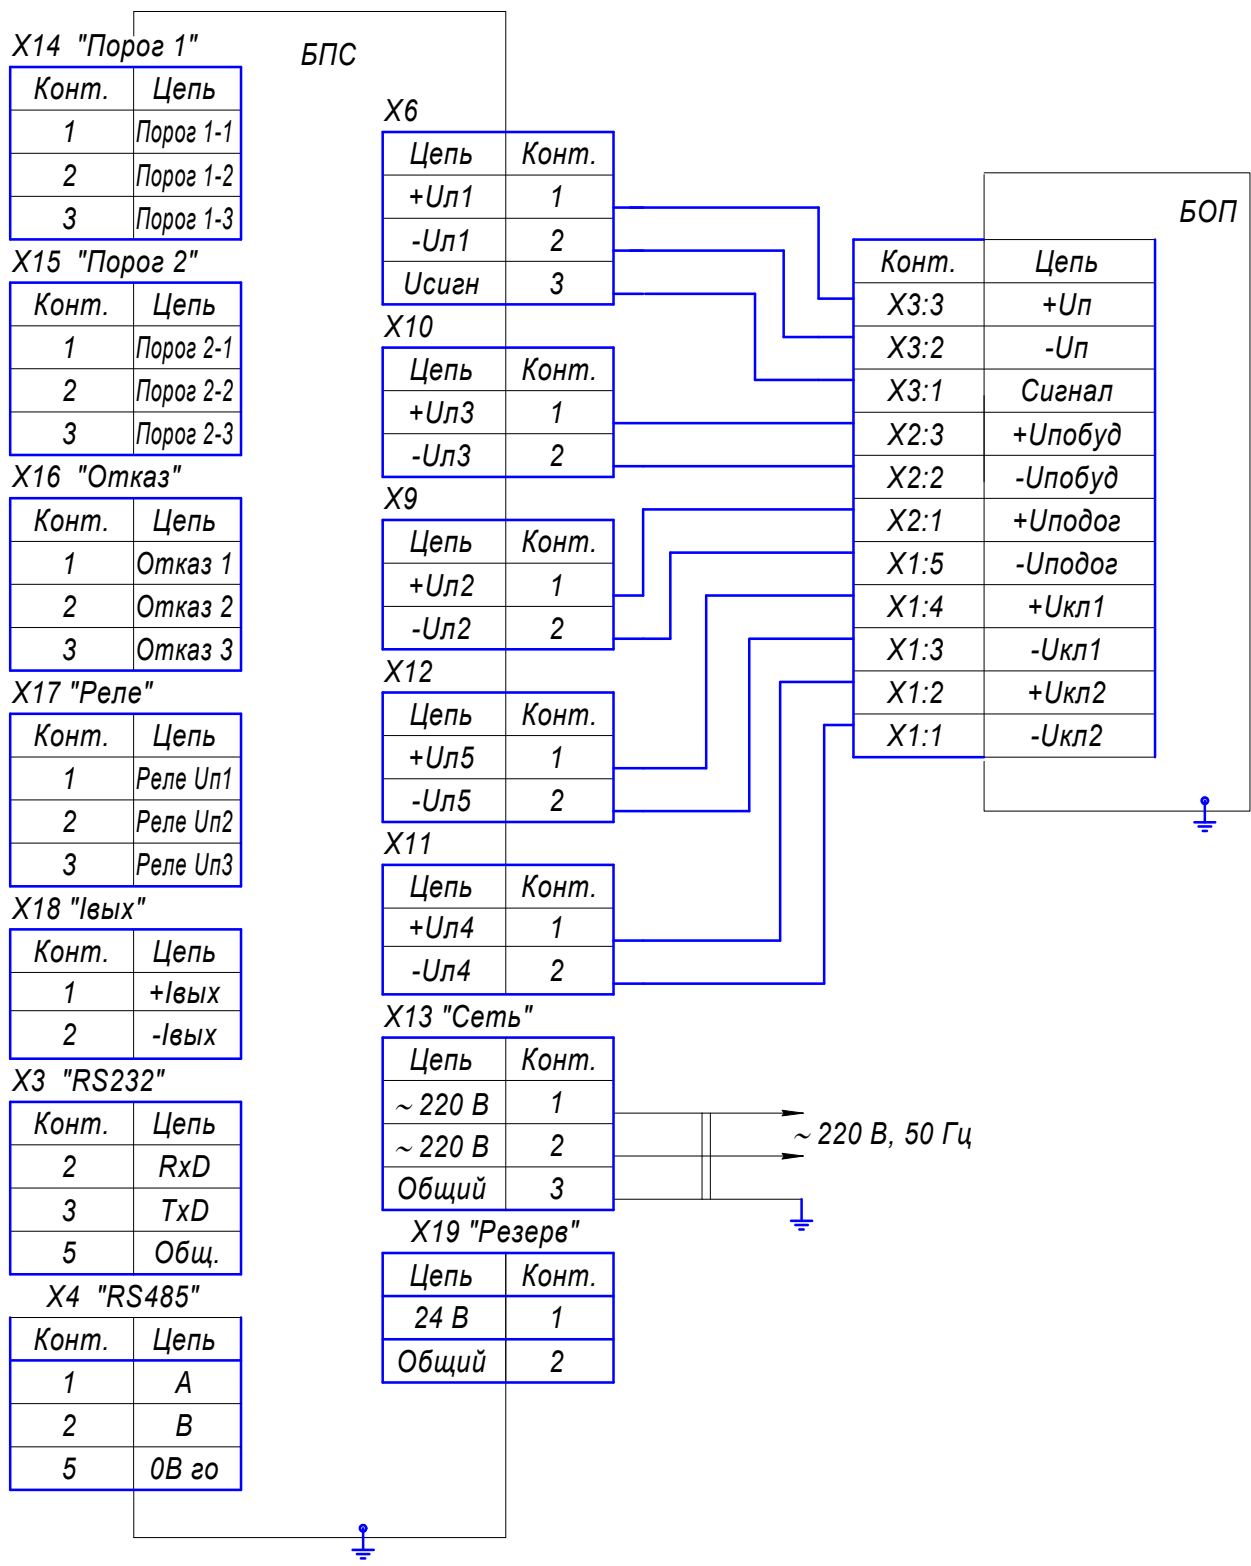 БПС
X14 "Порог 1"
Конт. Цепь
1 Порог 1-1
2 Порог 1-2
3 Порог 1-3
X15 "Порог 2"
Конт. Цепь
1 Порог 2-1
2 Порог 2-2
3 Порог 2-3
X16 "Отказ"
Конт. Цепь
1 Отказ 1
2 Отказ 2
3 Отказ 3
X17 "Реле"
Конт. Цепь
1 Реле Uп1
2 Реле Uп2
3 Реле Uп3
X18 "Iвых"
Конт. Цепь
1 +Iвых
2 -Iвых
X3 "RS232"
Конт. Цепь
2 RxD
3 TxD
5 Общ.
X4 "RS485"
Конт. Цепь
1 A
2 B
5 0В го
X6
Цепь Конт.
+Uл1 1
-Uл1 2
Uсигн 3
X10
Цепь Конт.
+Uл3 1
-Uл3 2
X9
Цепь Конт.
+Uл2 1
-Uл2 2
X12
Цепь Конт.
+Uл5 1
-Uл5 2
X11
Цепь Конт.
+Uл4 1
-Uл4 2
X13 "Сеть"
Цепь Конт.
~ 220 В 1
~ 220 В 2
Общий 3
~ 220 В, 50 Гц
X19 "Резерв"
Цепь Конт.
24 В 1
Общий 2
БОП
Конт. Цепь
X3:3 +Uп
X3:2 -Uп
X3:1 Сигнал
X2:3 +Uпобуд
X2:2 -Uпобуд
X2:1 +Uподог
X1:5 -Uподог
X1:4 +Uкл1
X1:3 -Uкл1
X1:2 +Uкл2
X1:1 -Uкл2